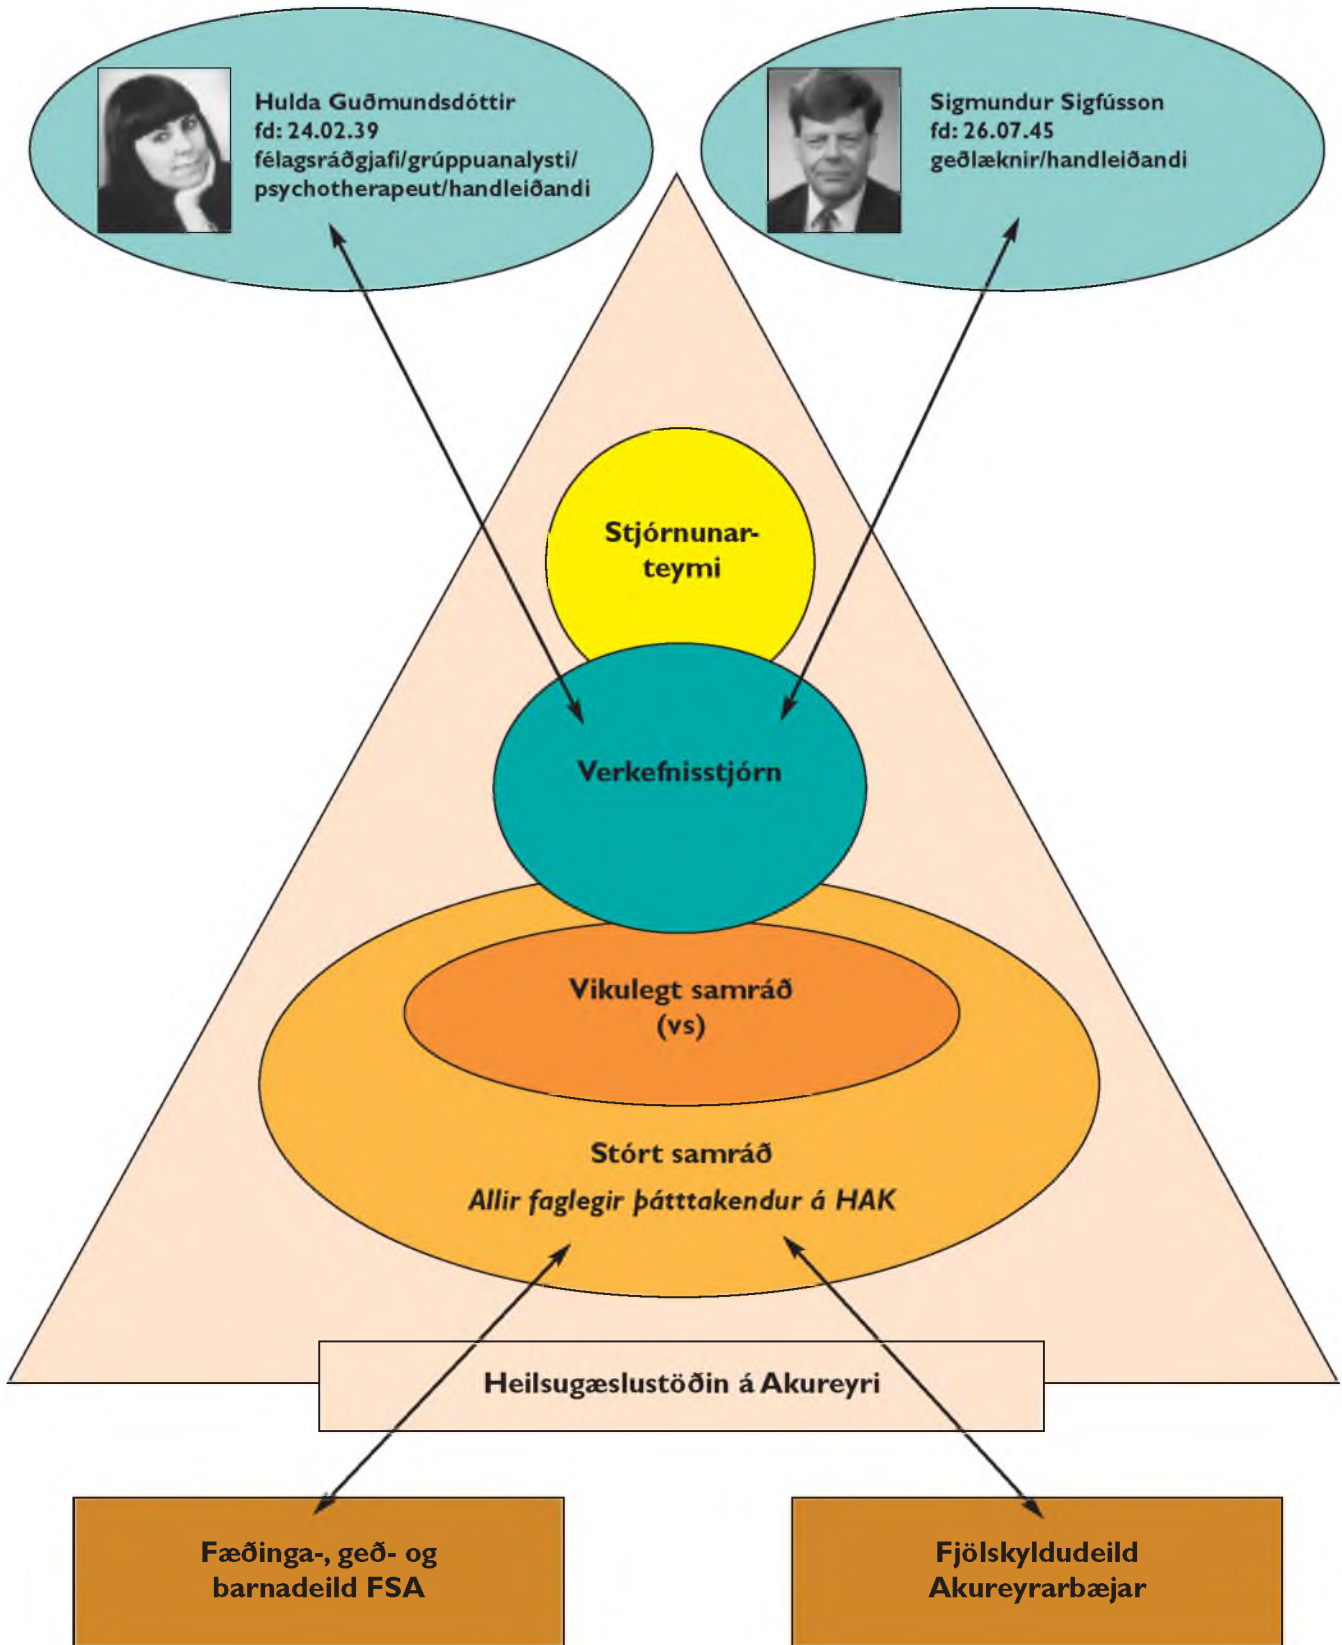 Hulda Guðmundsdóttir
fd: 24.02.39
félagsráðgjafi/grúppuanalysti/
psychotherapeut/handleiðandi
Sigmundur Sigfússon
fd: 26.07.45
geðlæknir/handleiðandi
Stjórnunar-
teymi
Verkefnisstjórn
Vikulegt samráð
(vs)
Stórt samráð
Allir faglegir þátttakendur á HAK
Heilsugæslustöðin á Akureyri
Fæðinga-, geð- og
barnadeild FSA
Fjölskyldudeild
Akureyrarbæjar